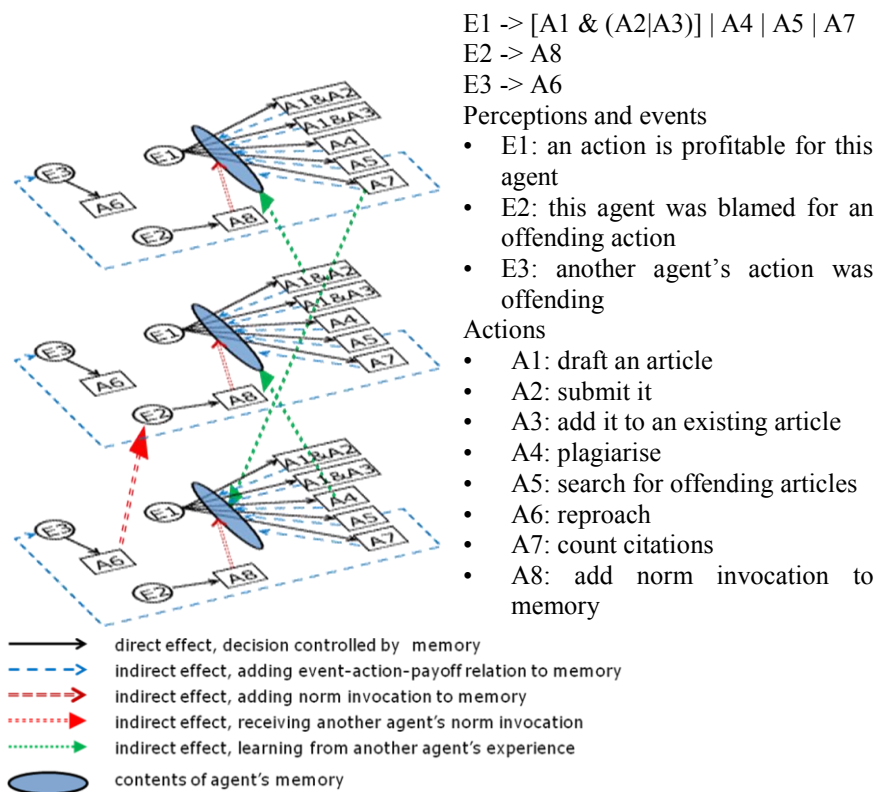 E1 -> [A1 & (A2|A3)] | A4 | A5 | A7
E2 -> A8
E3 -> A6
Perceptions and events
• E1: an action is profitable for this
agent
• E2: this agent was blamed for an
offending action
• E3: another agent’s action was
offending
Actions
• A1: draft an article
• A2: submit it
• A3: add it to an existing article
• A4: plagiarise
• A5: search for offending articles
• A6: reproach
• A7: count citations
• A8: add norm invocation to
memory
A1&A2
A1&A3
A4
A5
A7
E1
E3
A6
E2
A8
A1&A2
A1&A3
A4
A5
A7
E1
E3
A6
E2
A8
A1&A2
A1&A3
A4
A5
A7
E1
E3
A6
E2
A8
direct effect, decision controlled by memory
indirect effect, adding event-action-payoff relation to memory
indirect effect, adding norm invocation to memory
indirect effect, receiving another agent's norm invocation
indirect effect, learning from another agent's experience
contents of agent's memory